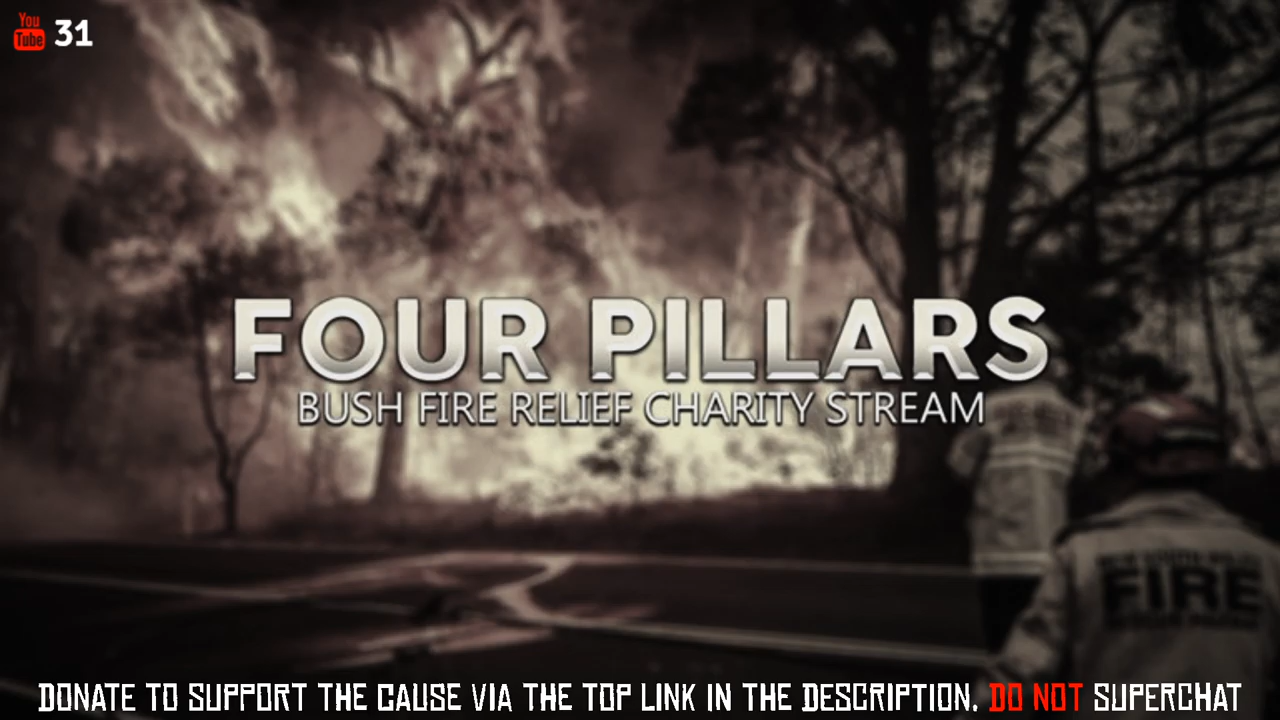 You
Tube 31
FOUR PILLARS
BUSH FIRE RELIEF CHARITY STREAM
FIRE
DONATE TO SUPPORT THE CAUSE VIA THE TOP LINK IN THE DESCRIPTION. DO NOT SUPERCHAT